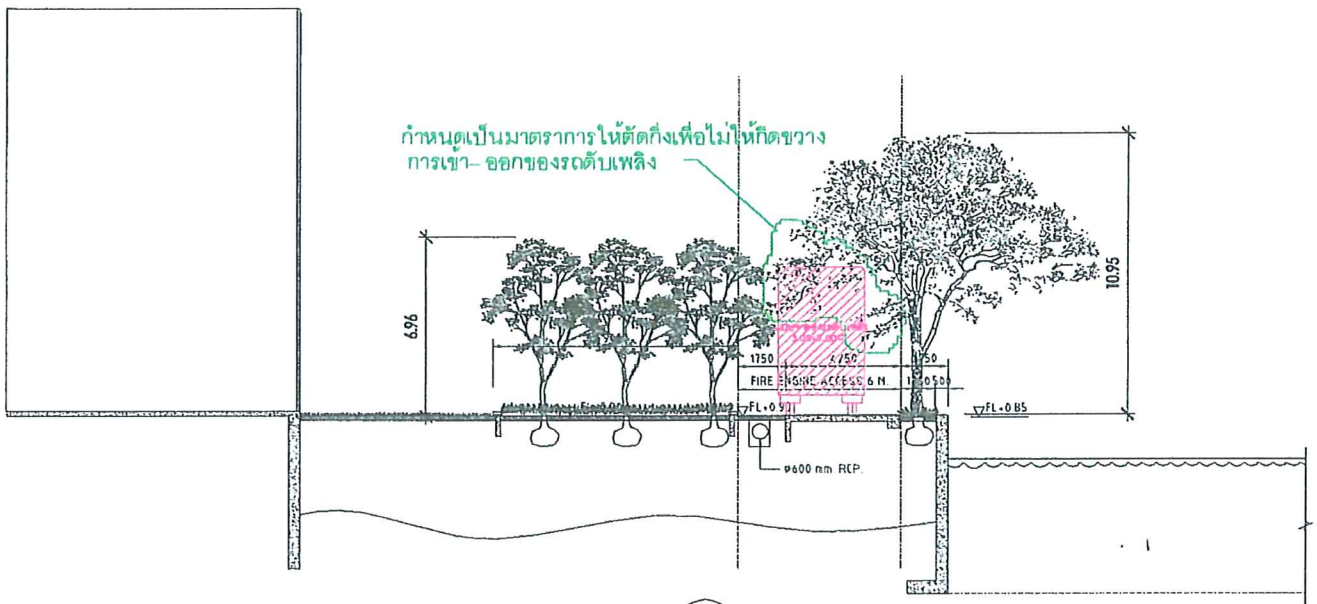 กำหนดเป็นมาตราการให้ตัดกิ่งเพื่อไม่ให้กีดขวาง
การเข้า- ออกของรถดับเพลิง
10.95
6.96
1750
FIRE ENGINE ACCESS 6 M.
FL+0.85
ø600 mm RCP.